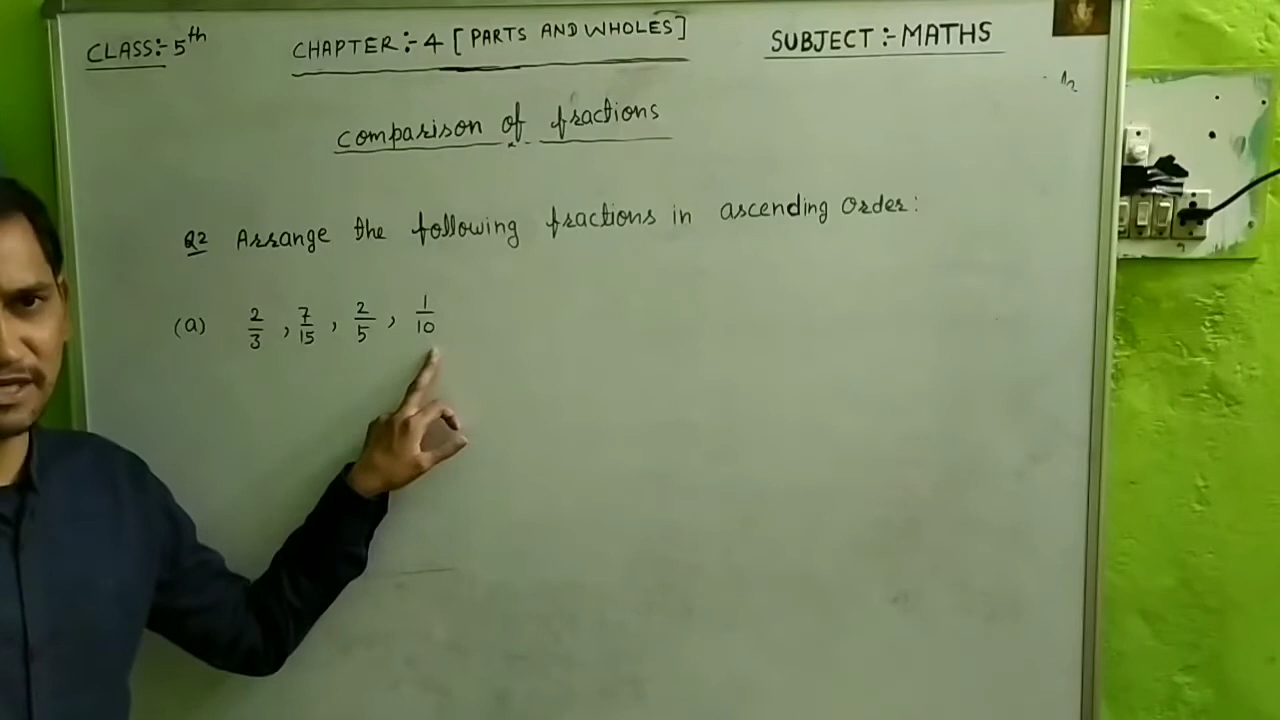 CLASS:- 5th CHAPTER:- 4 [PARTS AND WHOLES] SUBJECT:- MATHS
Comparison of fractions
Q2 Arrange the following fractions in ascending order:
(a) 2/3, 7/15, 2/5, 1/10